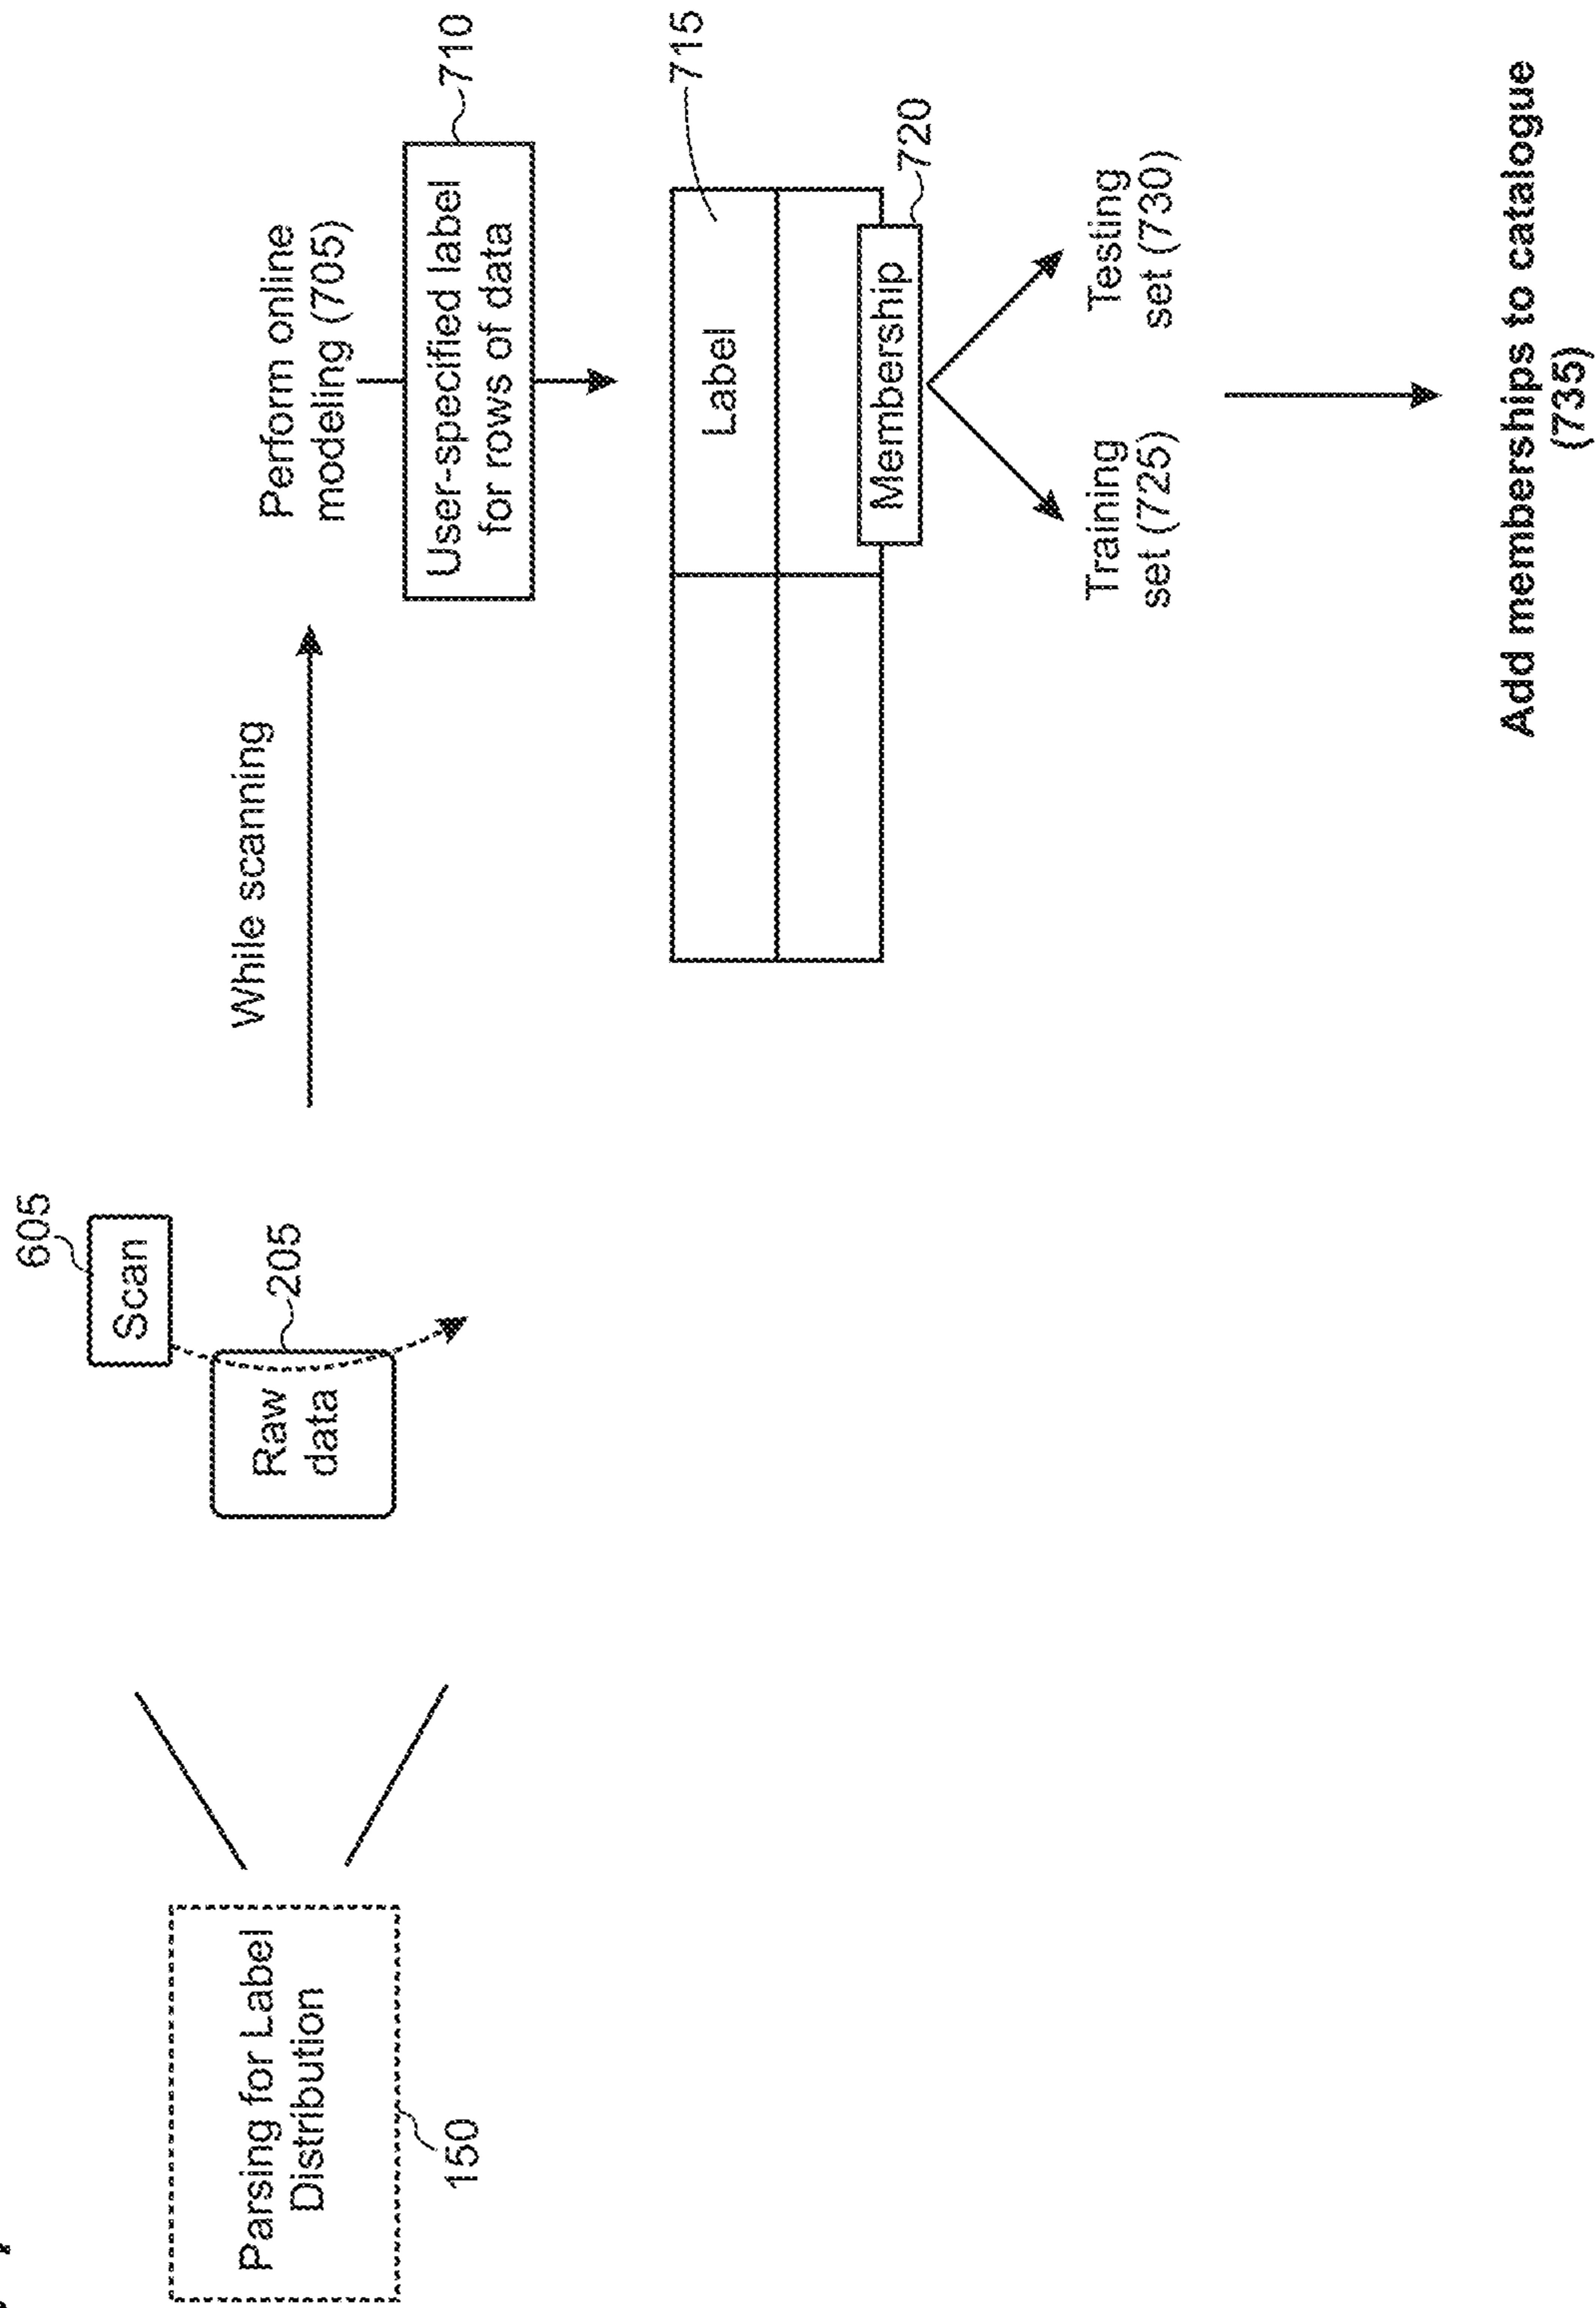 Parsing for Label
Distribution
150
605
Scan
205
Raw
data
While scanning
Perform online
modeling (705)
710
User-specified label
for rows of data
715
Label
Membership
720
Training
set (725)
Testing
set (730)
Add memberships to catalogue
(735)